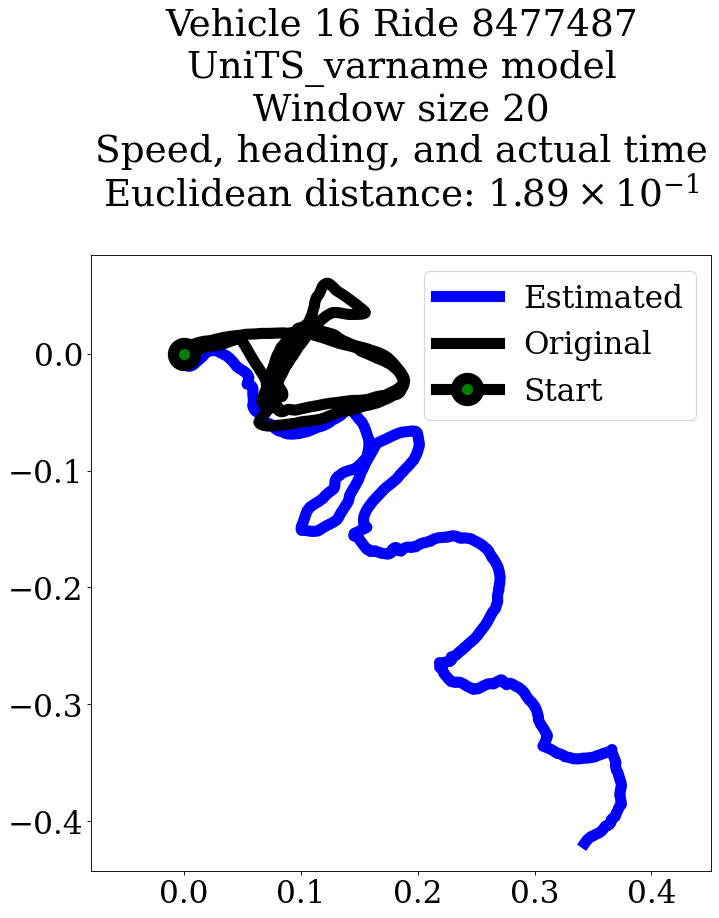 Vehicle 16 Ride 8477487
UniTS_varname model
Window size 20
Speed, heading, and actual time
Euclidean distance: 1.89 × 10⁻¹
Estimated
Original
Start
0.0
−0.1
−0.2
−0.3
−0.4
0.0 0.1 0.2 0.3 0.4